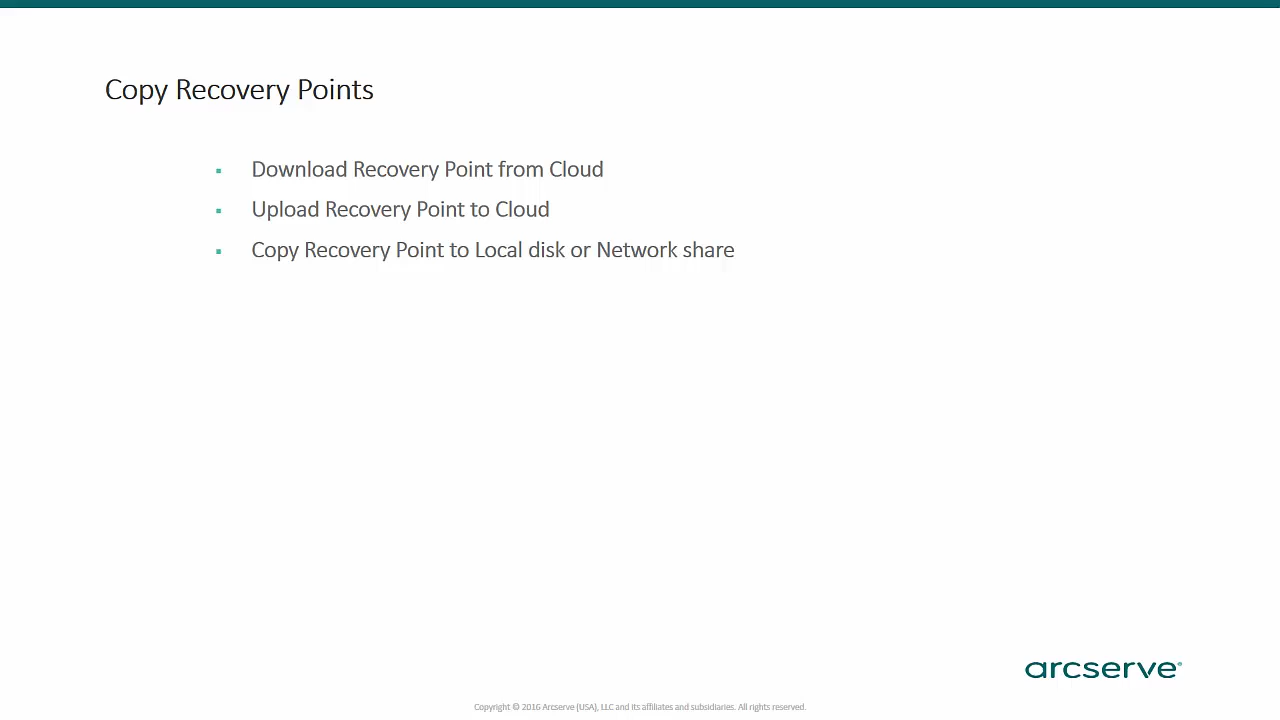 Copy Recovery Points
▪ Download Recovery Point from Cloud
▪ Upload Recovery Point to Cloud
▪ Copy Recovery Point to Local disk or Network share
arcserve®
Copyright © 2016 Arcserve (USA), LLC and its affiliates and subsidiaries. All rights reserved.